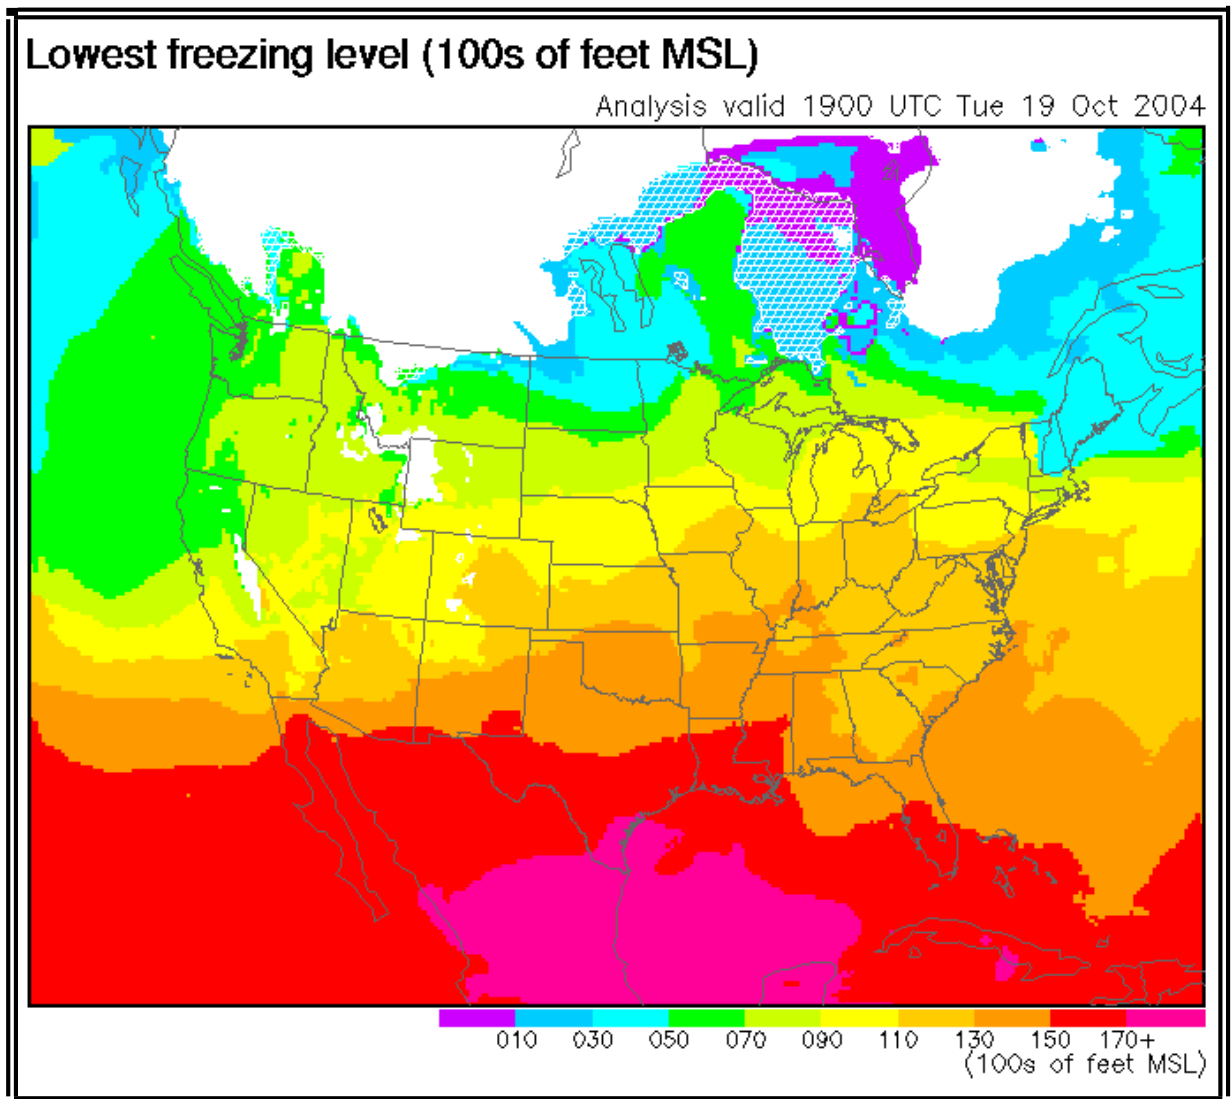 Lowest freezing level (100s of feet MSL)
Analysis valid 1900 UTC Tue 19 Oct 2004
010 030 050 070 090 110 130 150 170+
(100s of feet MSL)